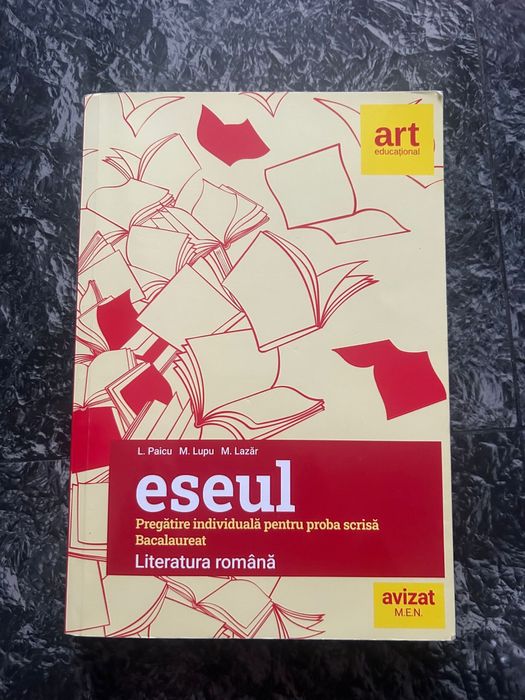 art
educațional
L. Paicu M. Lupu M. Lazăr
eseul
Pregătire individuală pentru proba scrisă
Bacalaureat
Literatura română
avizat
M.E.N.